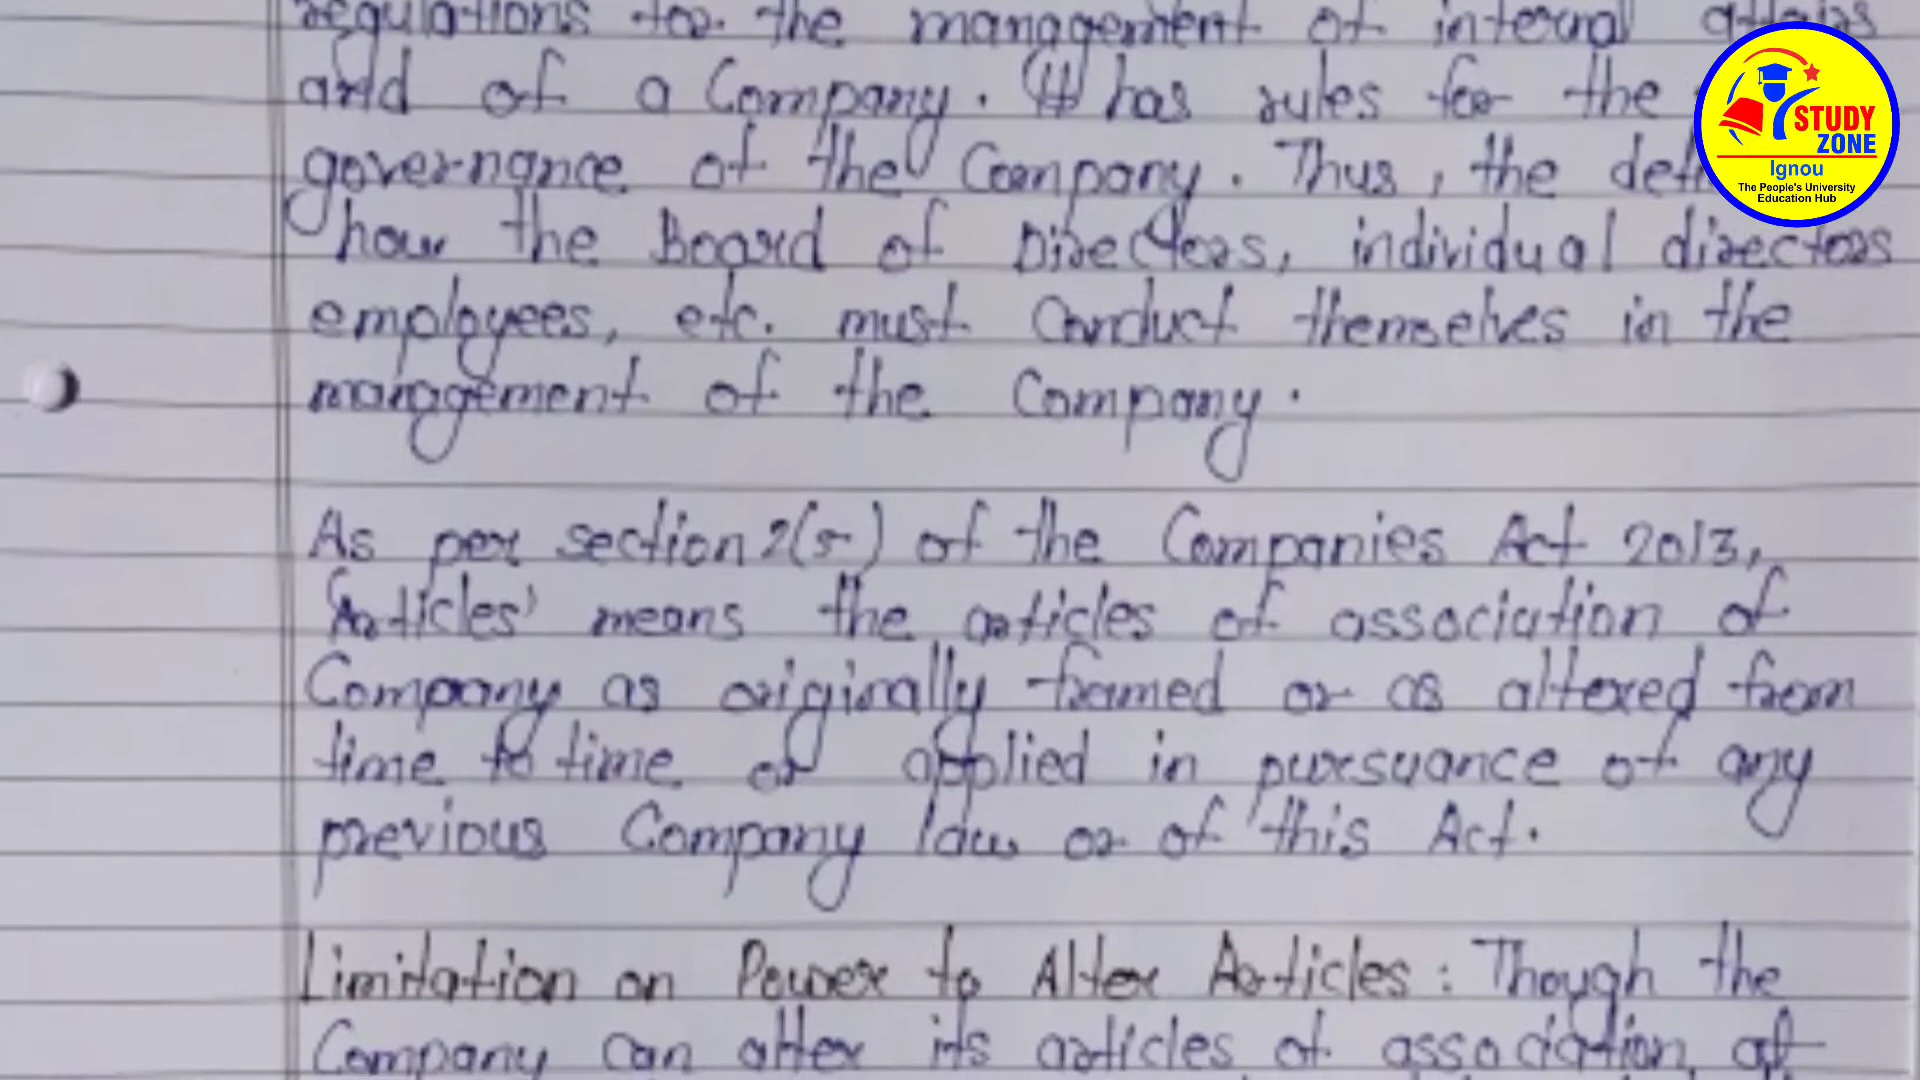 regulations for the management of internal affairs
and of a Company. It has rules for the
governance of the Company. Thus, the
how the Board of Directors, individual directors
employees, etc. must Conduct themselves in the
management of the Company.
As per section 2(5) of the Companies Act 2013,
'Articles' means the articles of association of
Company as originally framed or as altered from
time to time or applied in pursuance of any
previous Company law or of this Act.
Limitation on Power to Alter Articles: Though the
Company can alter its articles of association, at
STUDY
ZONE
Ignou
The People's University
Education Hub